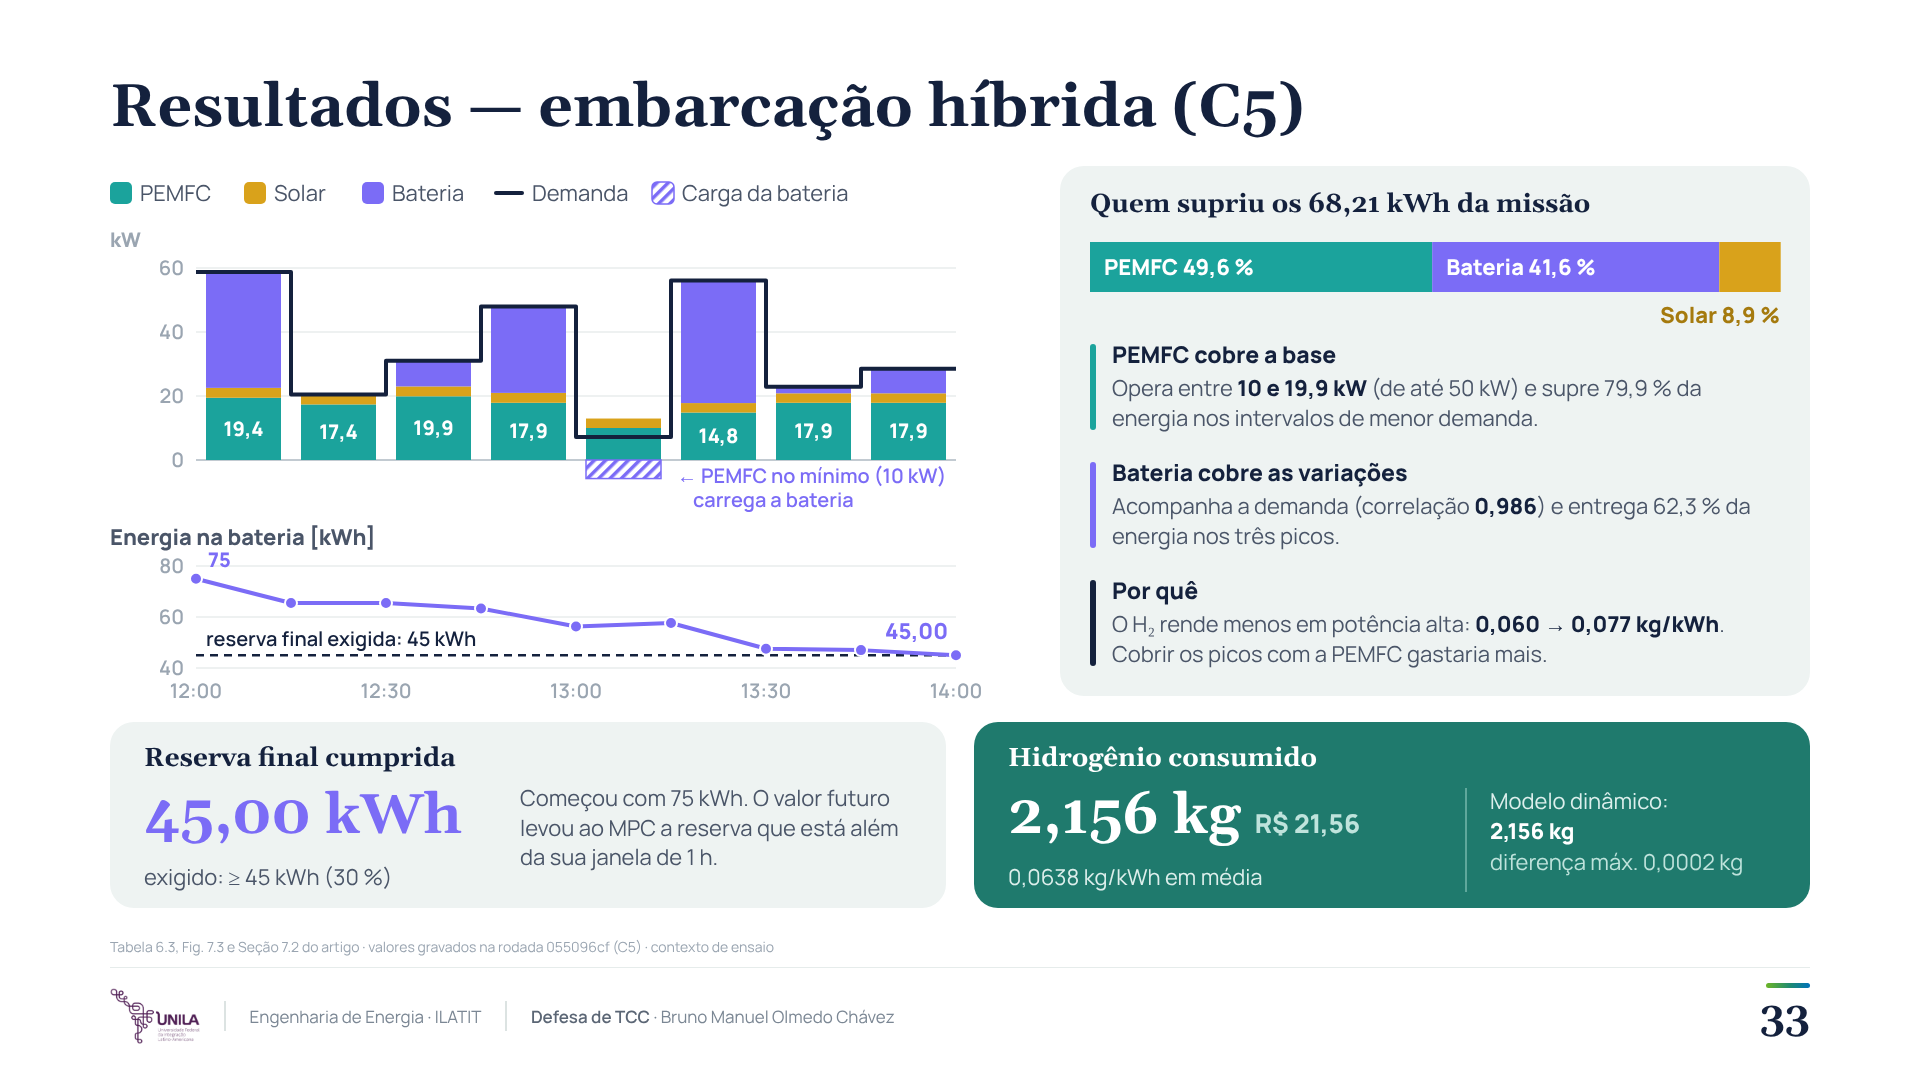 Resultados — embarcação híbrida (C5)
PEMFC
Solar
Bateria
Demanda
Carga da bateria
kW
60
40
20
0
19,4
17,4
19,9
17,9
14,8
17,9
17,9
← PEMFC no mínimo (10 kW)
carrega a bateria
Energia na bateria [kWh]
75
80
60
40
reserva final exigida: 45 kWh
45,00
12:00
12:30
13:00
13:30
14:00
Quem supriu os 68,21 kWh da missão
PEMFC 49,6 %
Bateria 41,6 %
Solar 8,9 %
PEMFC cobre a base
Opera entre 10 e 19,9 kW (de até 50 kW) e supre 79,9 % da
energia nos intervalos de menor demanda.
Bateria cobre as variações
Acompanha a demanda (correlação 0,986) e entrega 62,3 % da
energia nos três picos.
Por quê
O H₂ rende menos em potência alta: 0,060 → 0,077 kg/kWh.
Cobrir os picos com a PEMFC gastaria mais.
Reserva final cumprida
45,00 kWh
exigido: ≥ 45 kWh (30 %)
Começou com 75 kWh. O valor futuro
levou ao MPC a reserva que está além
da sua janela de 1 h.
Hidrogênio consumido
2,156 kg R$ 21,56
0,0638 kg/kWh em média
Modelo dinâmico:
2,156 kg
diferença máx. 0,0002 kg
Tabela 6.3, Fig. 7.3 e Seção 7.2 do artigo · valores gravados na rodada 055096cf (C5) · contexto de ensaio
UNILA
Universidade Federal
da Integração
Latino-Americana
Engenharia de Energia · ILATIT
Defesa de TCC · Bruno Manuel Olmedo Chávez
33